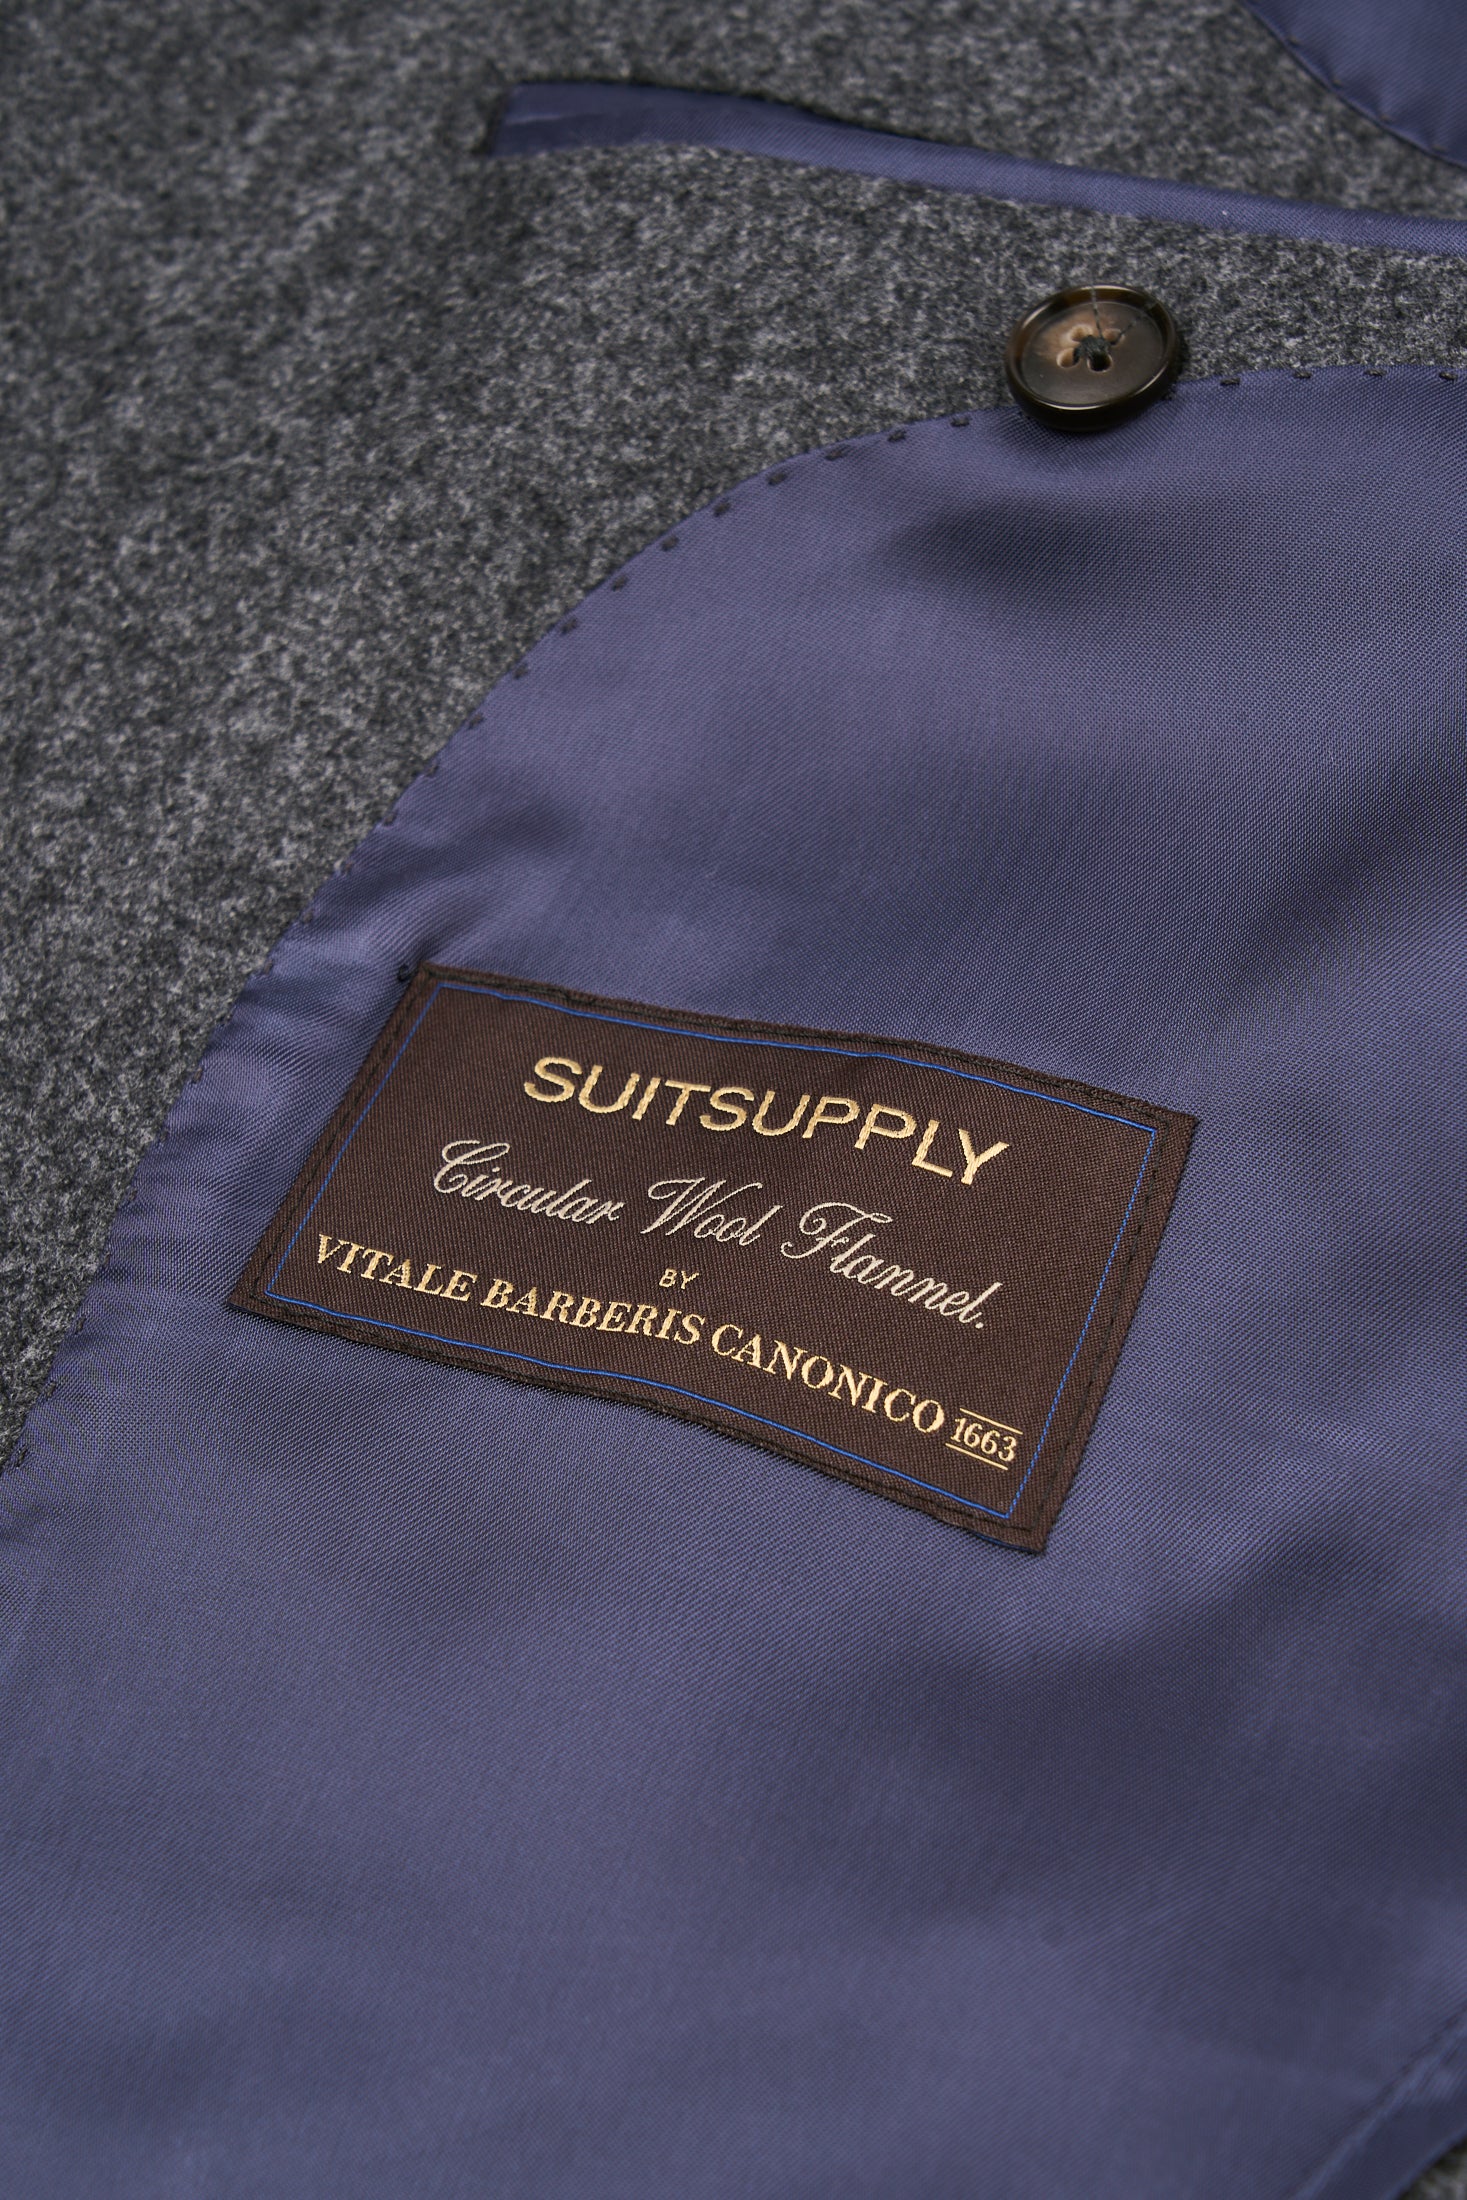 SUITSUPPLY
Circular Wool Flannel.
BY
VITALE BARBERIS CANONICO 1663